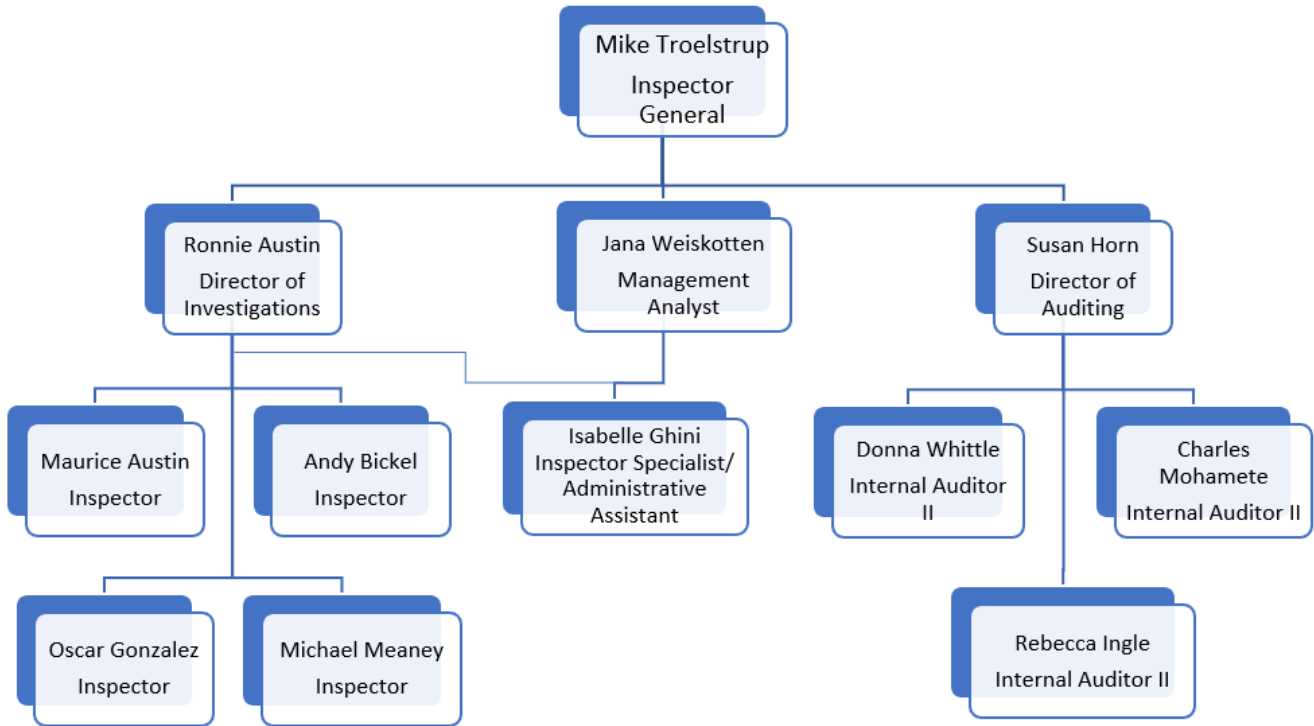 Mike Troelstrup
Inspector
General
Ronnie Austin
Director of
Investigations
Jana Weiskotten
Management
Analyst
Susan Horn
Director of
Auditing
Maurice Austin
Inspector
Andy Bickel
Inspector
Isabelle Ghini
Inspector Specialist/
Administrative
Assistant
Donna Whittle
Internal Auditor
II
Charles
Mohamete
Internal Auditor II
Oscar Gonzalez
Inspector
Michael Meaney
Inspector
Rebecca Ingle
Internal Auditor II